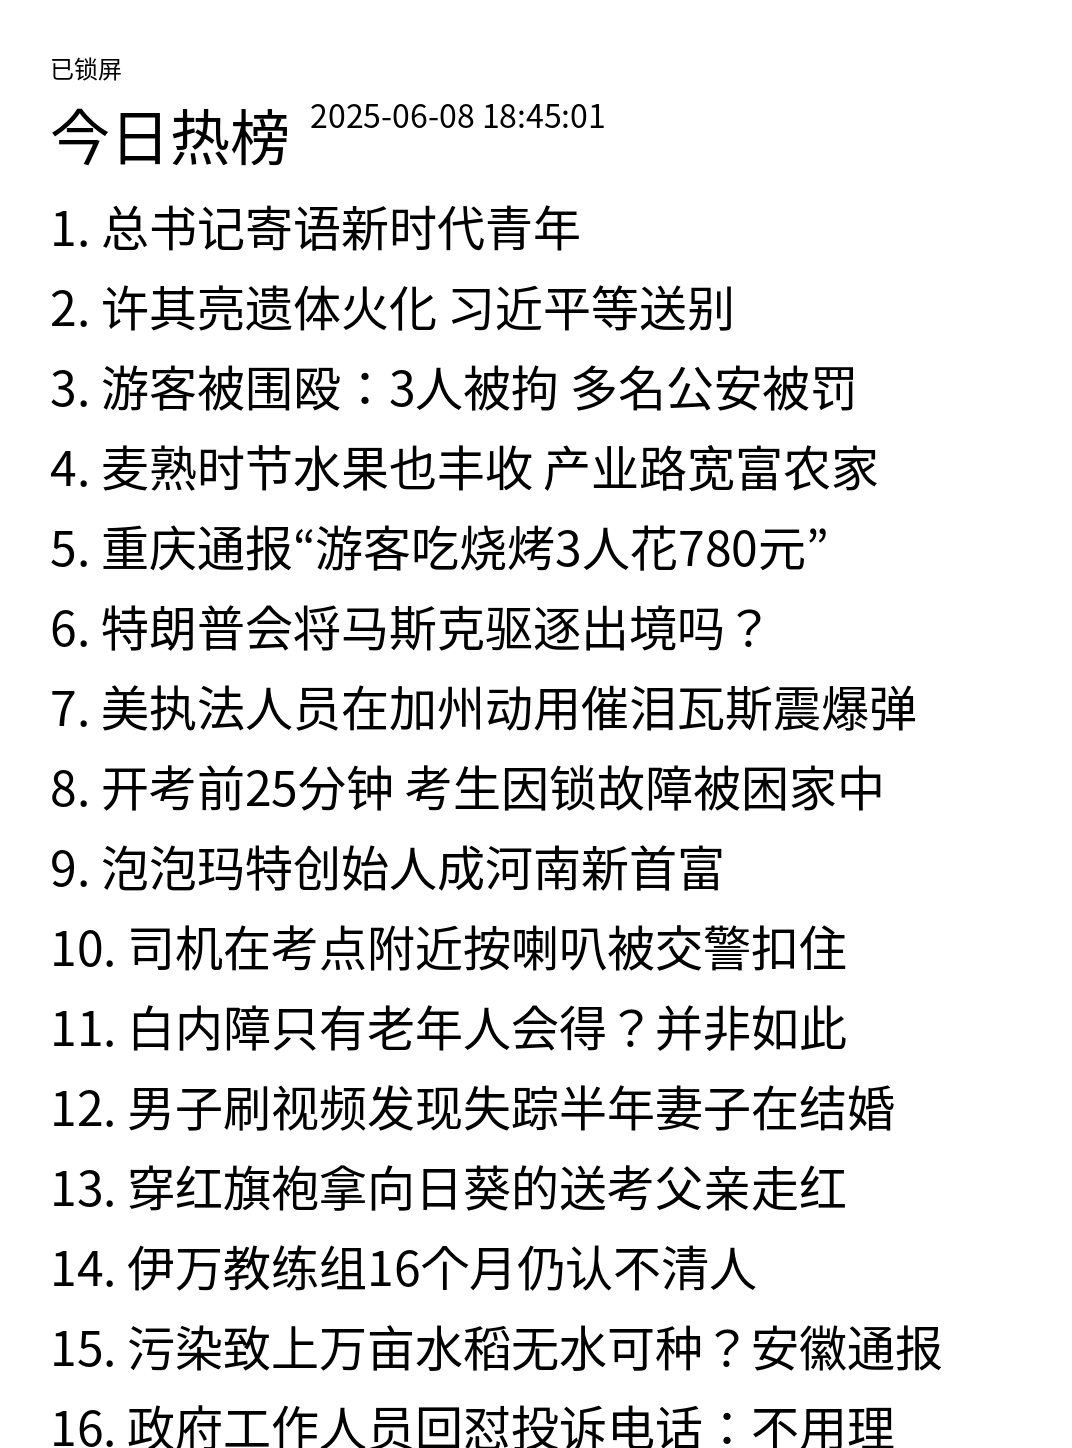 已锁屏
今日热榜 2025-06-08 18:45:01
1. 总书记寄语新时代青年
2. 许其亮遗体火化 习近平等送别
3. 游客被围殴：3人被拘 多名公安被罚
4. 麦熟时节水果也丰收 产业路宽富农家
5. 重庆通报“游客吃烧烤3人花780元”
6. 特朗普会将马斯克驱逐出境吗？
7. 美执法人员在加州动用催泪瓦斯震爆弹
8. 开考前25分钟 考生因锁故障被困家中
9. 泡泡玛特创始人成河南新首富
10. 司机在考点附近按喇叭被交警扣住
11. 白内障只有老年人会得？并非如此
12. 男子刷视频发现失踪半年妻子在结婚
13. 穿红旗袍拿向日葵的送考父亲走红
14. 伊万教练组16个月仍认不清人
15. 污染致上万亩水稻无水可种？安徽通报
16. 政府工作人员回怼投诉电话：不用理